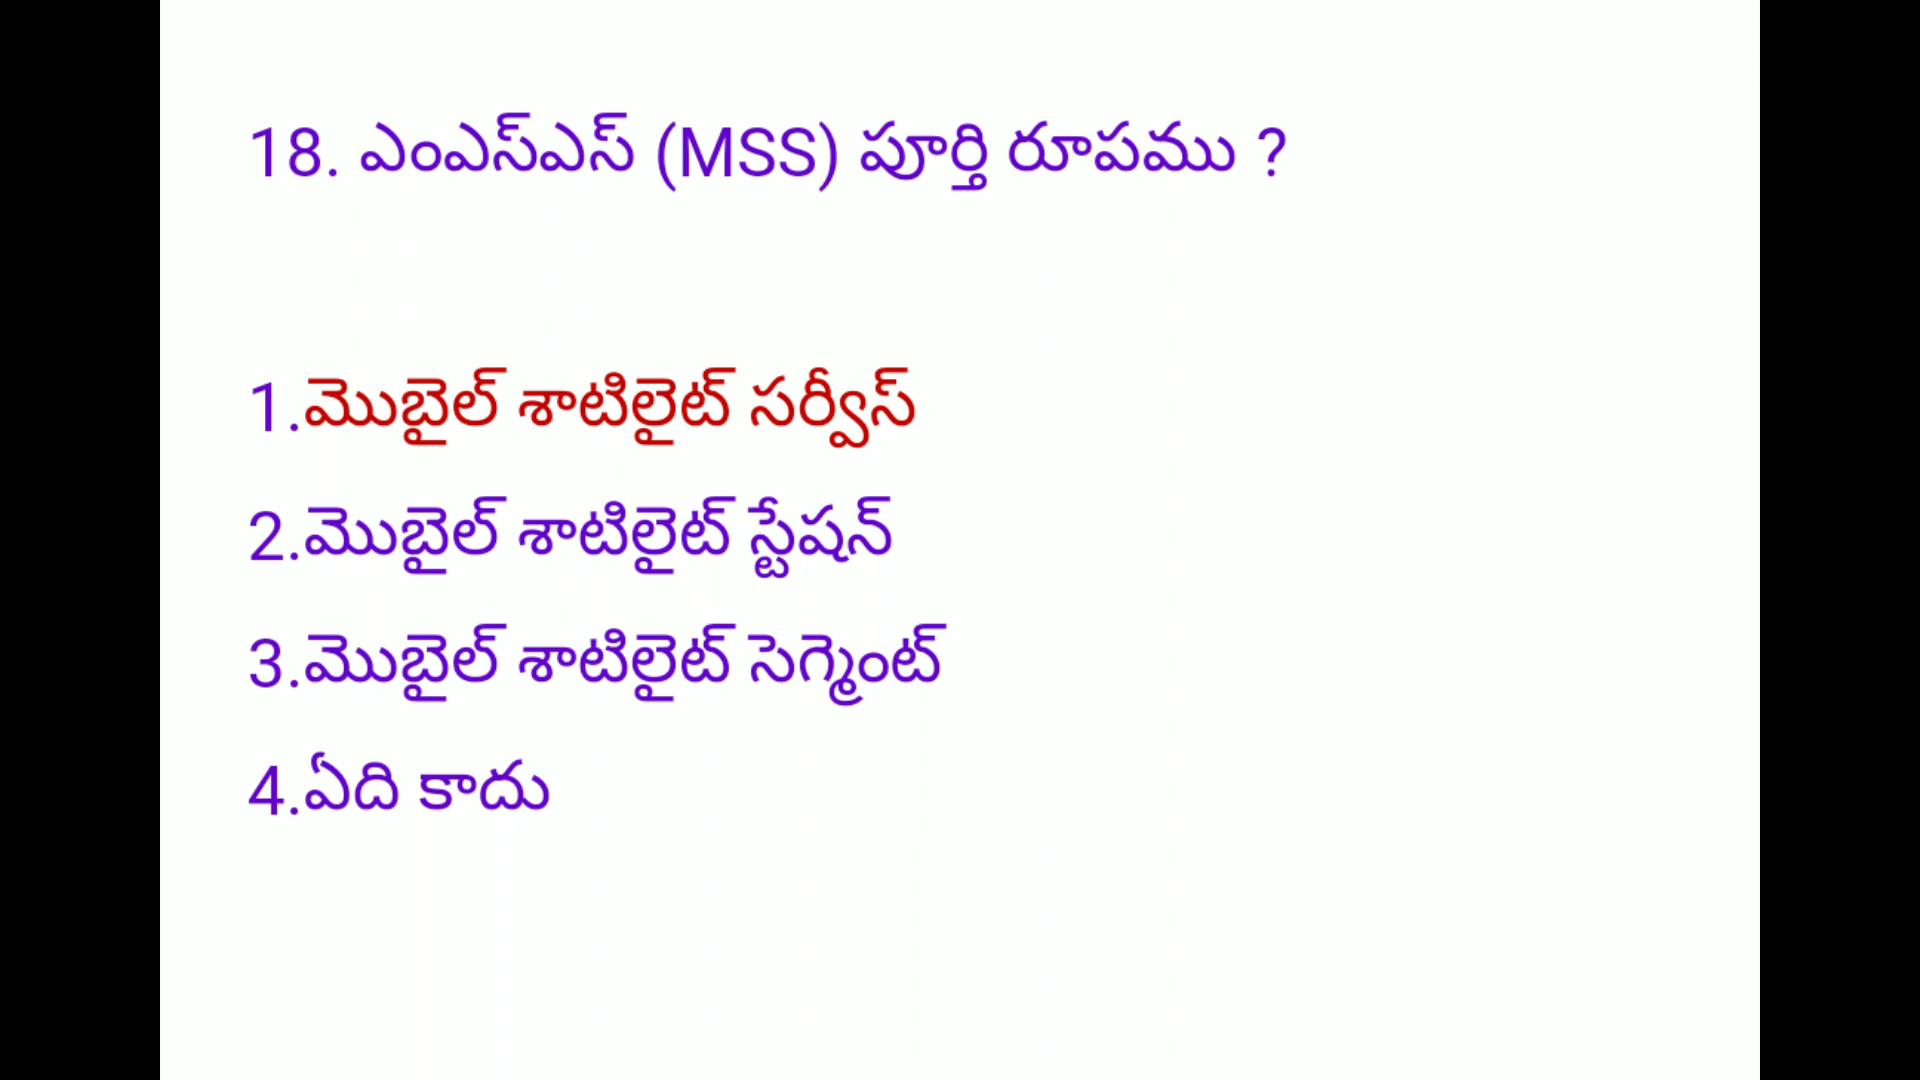 18. ఎంఎస్ఎస్ (MSS) పూర్తి రూపము ?
1.మొబైల్ శాటిలైట్ సర్వీస్
2.మొబైల్ శాటిలైట్ స్టేషన్
3.మొబైల్ శాటిలైట్ సెగ్మెంట్
4.ఏది కాదు